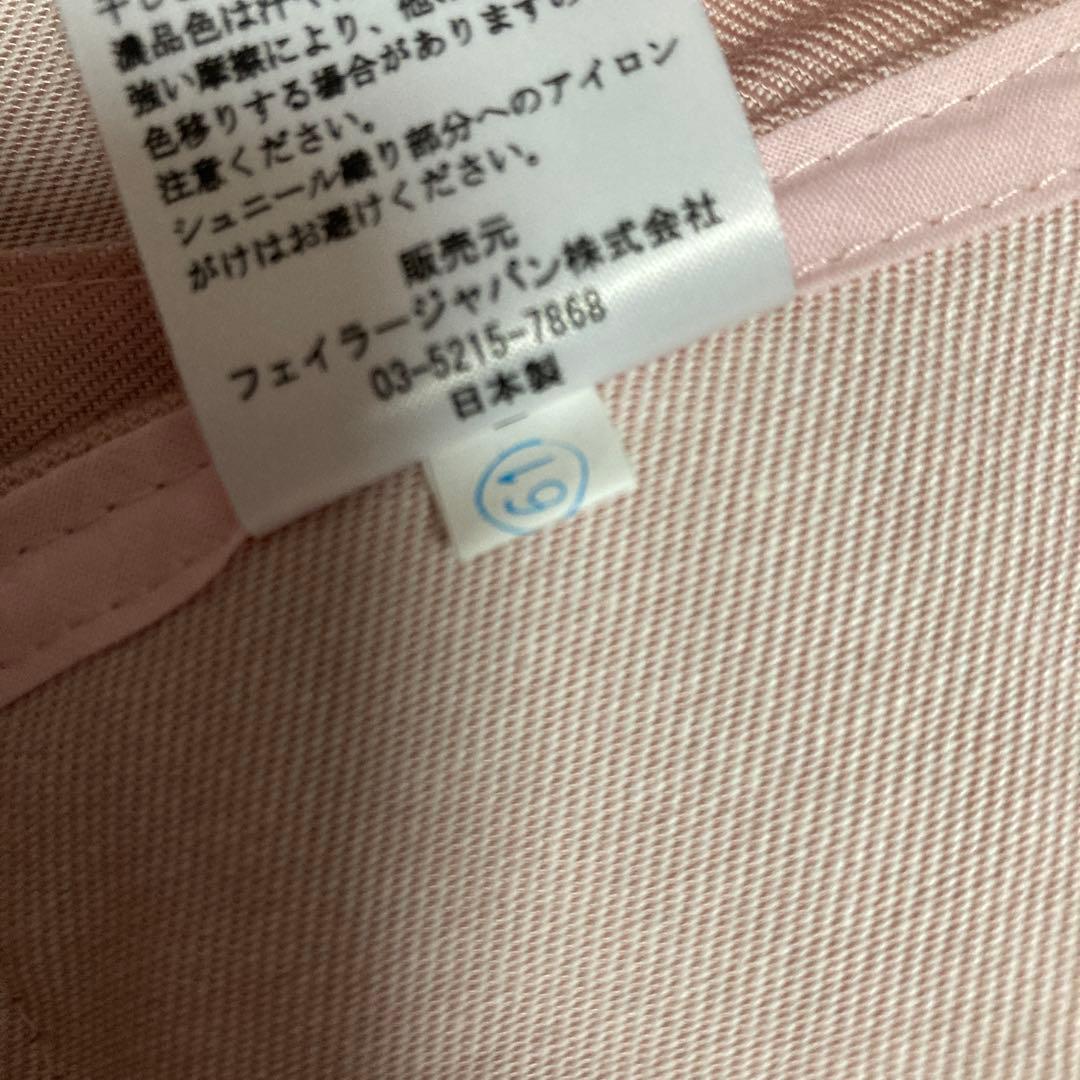 濃品色は汗や
強い摩擦により、他の
色移りする場合がありますの
注意ください。
シュニール織り部分へのアイロン
がけはお避けください。
販売元
フェイラージャパン株式会社
03-5215-7868
日本製